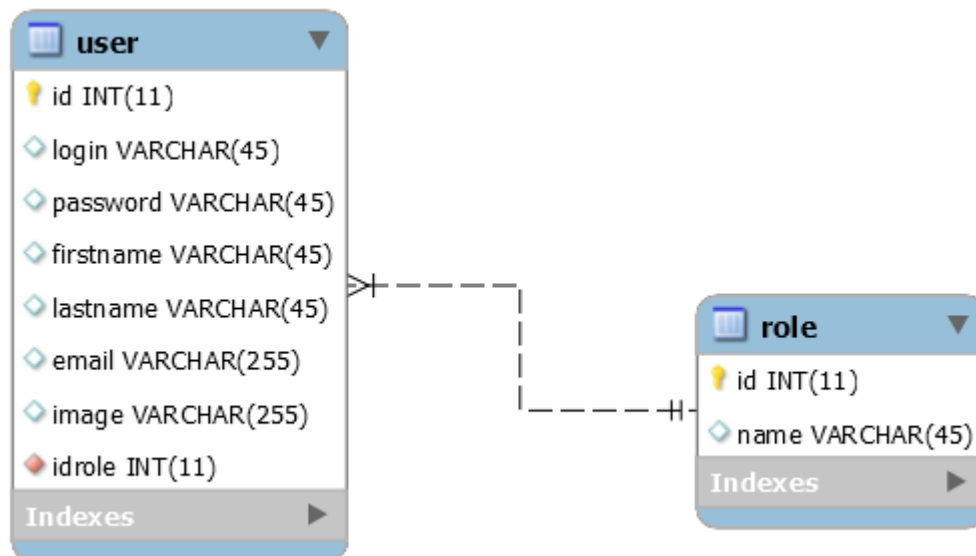 user
id INT(11)
login VARCHAR(45)
password VARCHAR(45)
firstname VARCHAR(45)
lastname VARCHAR(45)
email VARCHAR(255)
image VARCHAR(255)
idrole INT(11)
Indexes
role
id INT(11)
name VARCHAR(45)
Indexes